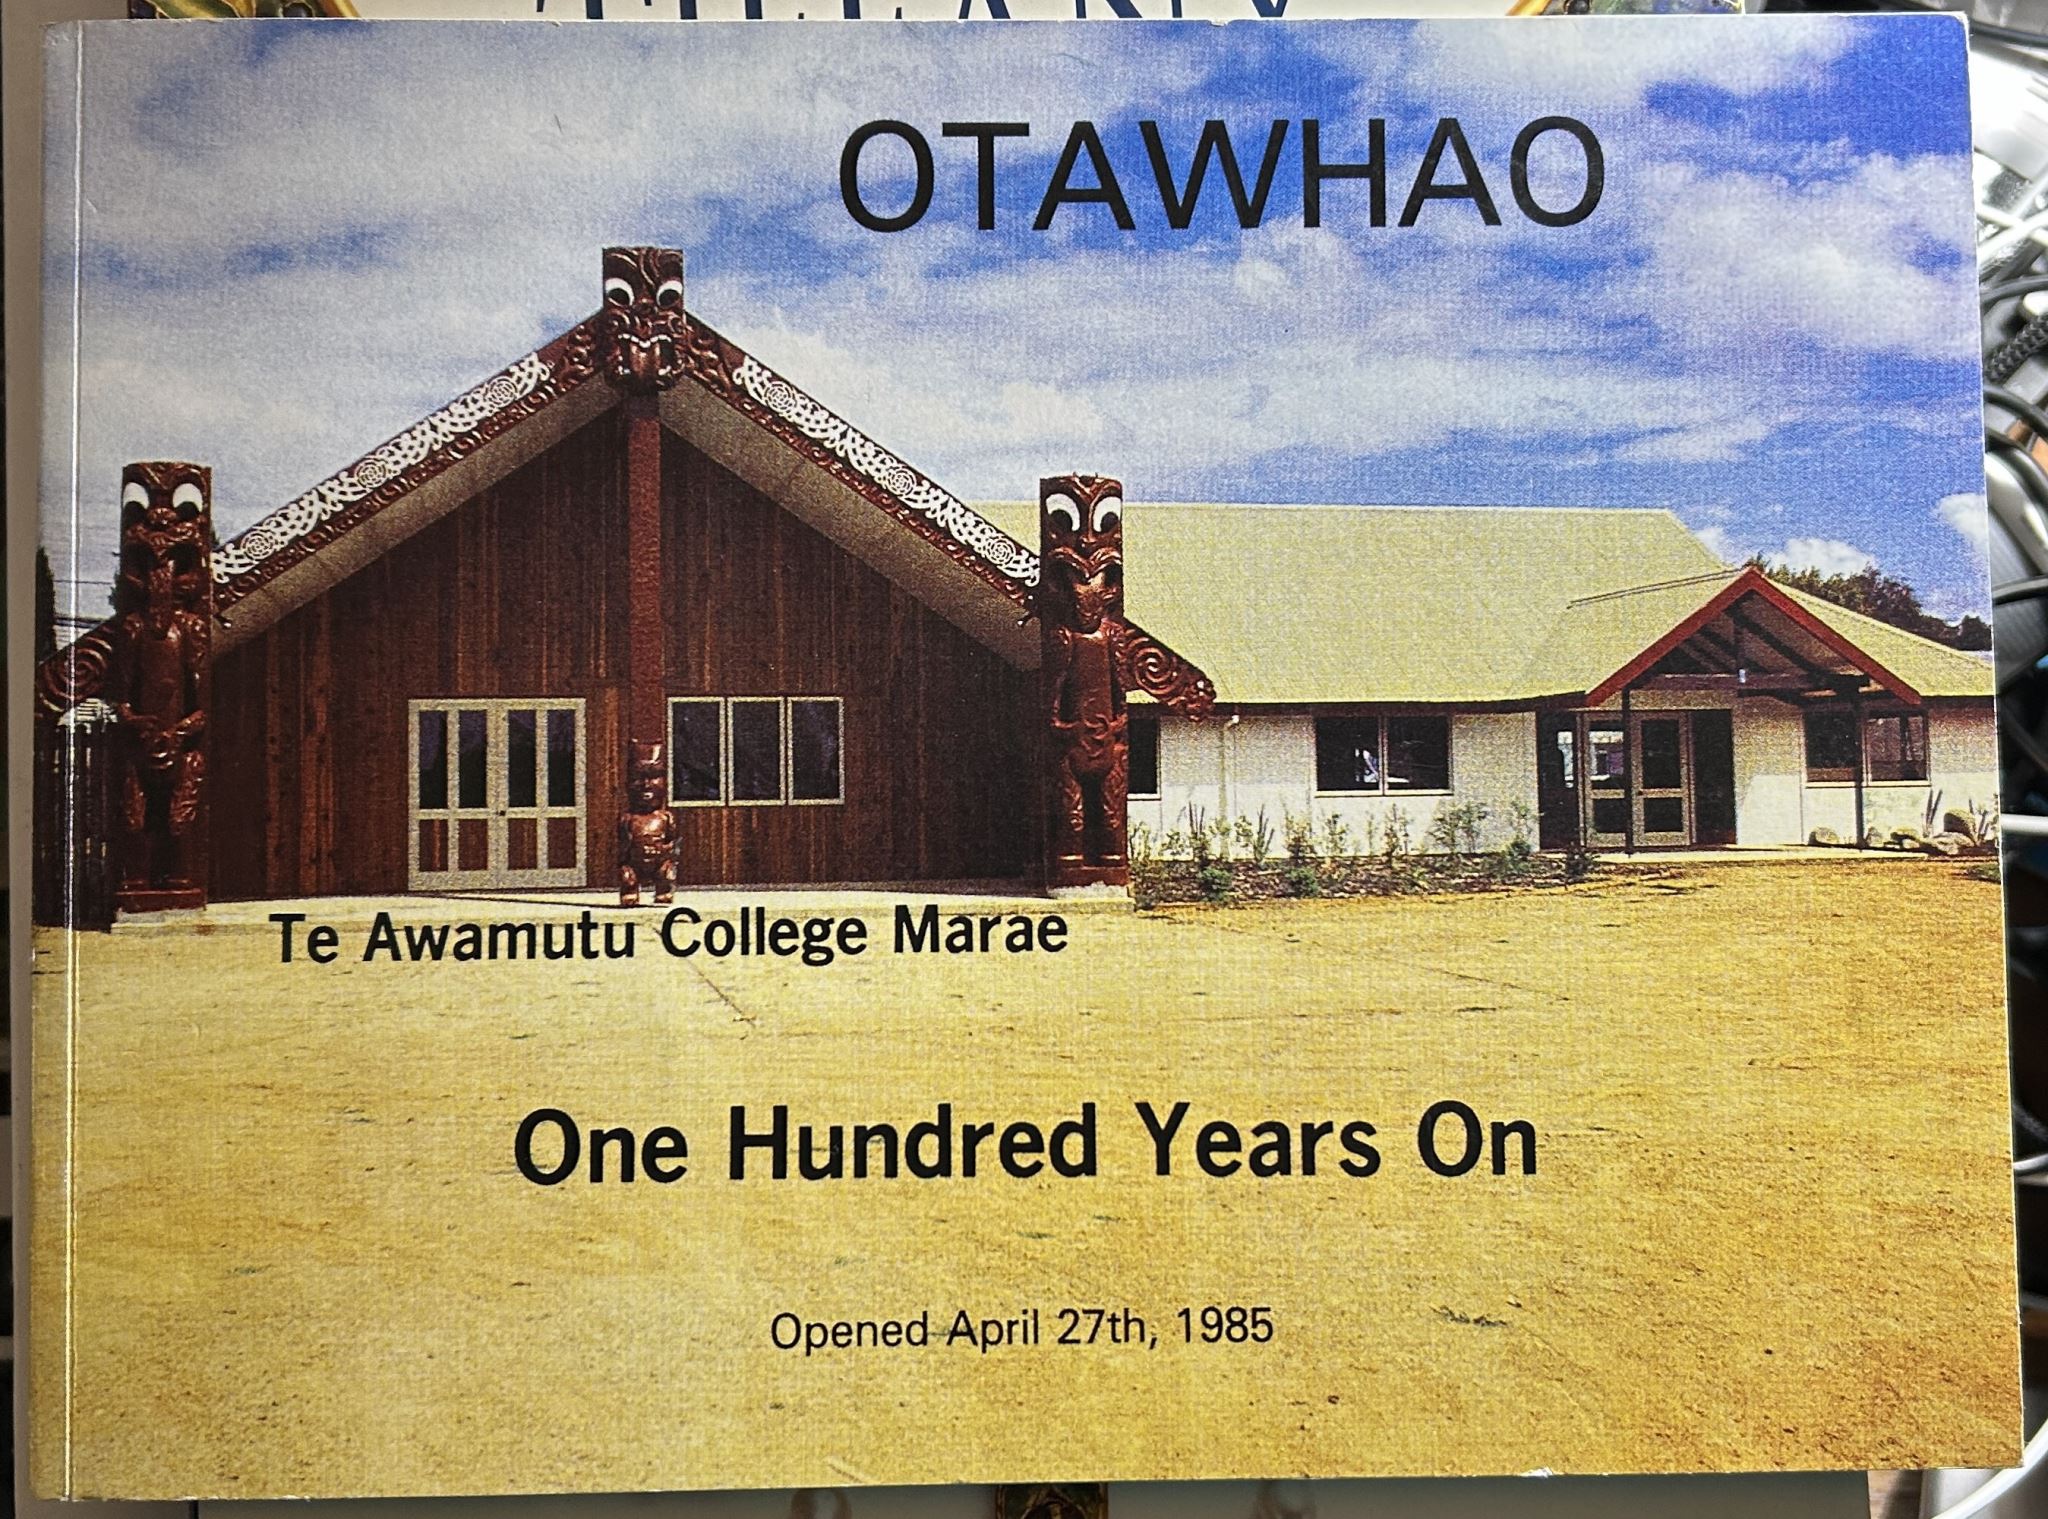 OTAWHAO
Te Awamutu College Marae
One Hundred Years On
Opened April 27th, 1985